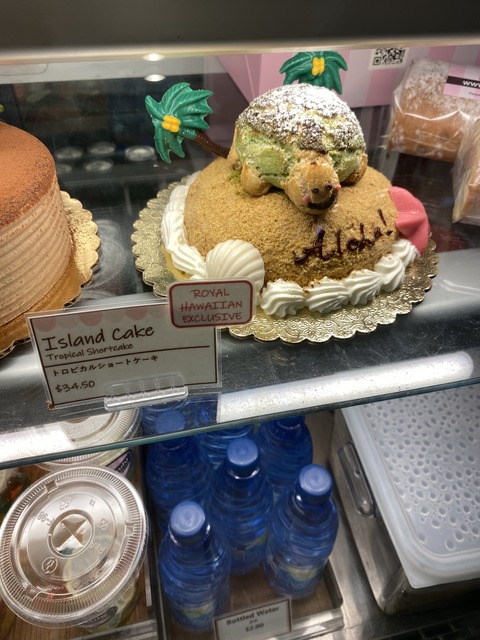 www
Aloha!
ROYAL
HAWAIIAN
EXCLUSIVE
Island Cake
Tropical Shortcake
トロピカルショートケーキ
$34.50
Bottled Water